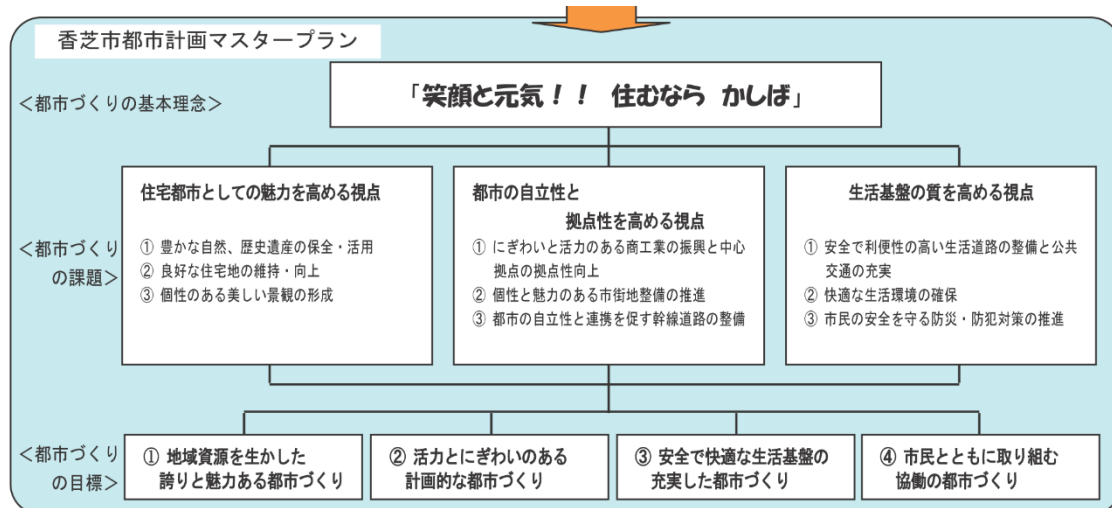 香芝市都市計画マスタープラン
<都市づくりの基本理念>
「笑顔と元気！！ 住むなら かしば」
<都市づくり
の課題>
住宅都市としての魅力を高める視点
① 豊かな自然、歴史遺産の保全・活用
② 良好な住宅地の維持・向上
③ 個性のある美しい景観の形成
都市の自立性と
拠点性を高める視点
① にぎわいと活力のある商工業の振興と中心
拠点の拠点性向上
② 個性と魅力のある市街地整備の推進
③ 都市の自立性と連携を促す幹線道路の整備
生活基盤の質を高める視点
① 安全で利便性の高い生活道路の整備と公共
交通の充実
② 快適な生活環境の確保
③ 市民の安全を守る防災・防犯対策の推進
<都市づくり
の目標>
① 地域資源を生かした
誇りと魅力ある都市づくり
② 活力とにぎわいのある
計画的な都市づくり
③ 安全で快適な生活基盤の
充実した都市づくり
④ 市民とともに取り組む
協働の都市づくり